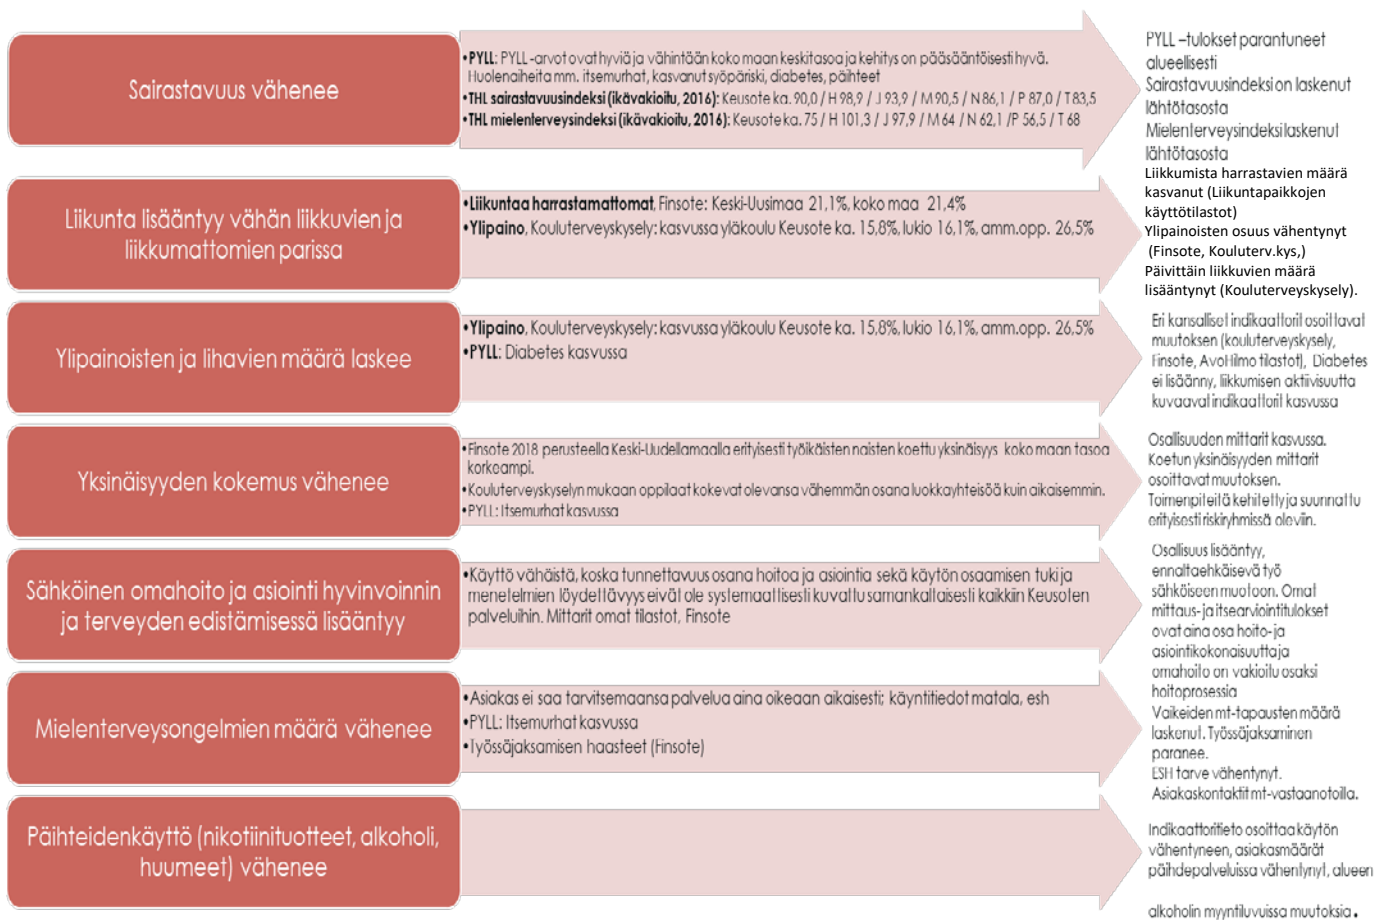 Sairastavuus vähenee
•PYLL: PYLL-arvot ovat hyviä ja vähintään koko maan keskitasoa ja kehitys on pääsääntöisesti hyvä.
Huolenaiheita mm. itsemurhat, kasvanut syöpäriski, diabetes, päihteet
•THL sairastavuusindeksi (ikävakioitu, 2016): Keusote ka. 90,0 / H 98,9 / J 93,9 / M 90,5 / N 86,1 / P 87,0 / T 83,5
•THL mielenterveysindeksi (ikävakioitu, 2016): Keusote ka. 75 / H 101,3 / J 97,9 / M 64 / N 62,1 /P 56,5 / T 68
PYLL –tulokset parantuneet
alueellisesti
Sairastavuusindeksi on laskenut
lähtötasosta
Mielenterveysindeksi laskenut
lähtötasosta
Liikunta lisääntyy vähän liikkuvien ja
liikkumattomien parissa
•Liikuntaa harrastamattomat, Finsote: Keski-Uusimaa 21,1%, koko maa 21,4%
•Ylipaino, Kouluterveyskysely: kasvussa yläkoulu Keusote ka. 15,8%, lukio 16,1%, amm.opp. 26,5%
Liikkumista harrastavien määrä
kasvanut (Liikuntapaikkojen
käyttötilastot)
Ylipainoisten osuus vähentynyt
(Finsote, Kouluterv.kys,)
Päivittäin liikkuvien määrä
lisääntynyt (Kouluterveyskysely).
Ylipainoisten ja lihavien määrä laskee
•Ylipaino, Kouluterveyskysely: kasvussa yläkoulu Keusote ka. 15,8%, lukio 16,1%, amm.opp. 26,5%
•PYLL: Diabetes kasvussa
Eri kansalliset indikaattorit osoittavat
muutoksen (kouluterveyskysely,
Finsote, AvoHilmo tilastot), Diabetes
ei lisäänny, liikkumisen aktiivisuutta
kuvaavat indikaattorit kasvussa
Yksinäisyyden kokemus vähenee
•Finsote 2018 perusteella Keski-Uudellamaalla erityisesti työikäisten naisten koettu yksinäisyys koko maan tasoa
korkeampi.
•Kouluterveyskyselyn mukaan oppilaat kokevat olevansa vähemmän osana luokkayhteisöä kuin aikaisemmin.
•PYLL: Itsemurhat kasvussa
Osallisuuden mittarit kasvussa.
Koetun yksinäisyyden mittarit
osoittavat muutoksen.
Toimenpiteitä kehitetty ja suunnattu
erityisesti riskiryhmissä oleviin.
Sähköinen omahoito ja asiointi hyvinvoinnin
ja terveyden edistämisessä lisääntyy
•Käyttö vähäistä, koska tunnettavuus osana hoitoa ja asiointia sekä käytön osaamisen tuki ja
menetelmien löydettävyys eivät ole systemaattisesti kuvattu samankaltaisesti kaikkiin Keusoten
palveluihin. Mittarit omat tilastot, Finsote
Osallisuus lisääntyy,
ennaltaehkäisevä työ
sähköiseen muotoon. Omat
mittaus- ja itsearviointitulokset
ovat aina osa hoito- ja
asiointikokonaisuutta ja
omahoito on vakioitu osaksi
hoitoprosessia
Mielenterveysongelmien määrä vähenee
•Asiakas ei saa tarvitsemaansa palvelua aina oikeaan aikaisesti; käyntitiedot matala, esh
•PYLL: Itsemurhat kasvussa
•Työssäjaksamisen haasteet (Finsote)
Vaikeiden mt-tapausten määrä
laskenut. Työssäjaksaminen
paranee.
ESH tarve vähentynyt.
Asiakaskontaktit mt-vastaanotoilla.
Päihteidenkäyttö (nikotiinituotteet, alkoholi,
huumeet) vähenee
Indikaattoritieto osoittaa käytön
vähentyneen, asiakasmäärät
päihdepalveluissa vähentynyt, alueen
alkoholin myyntiluvuissa muutoksia.